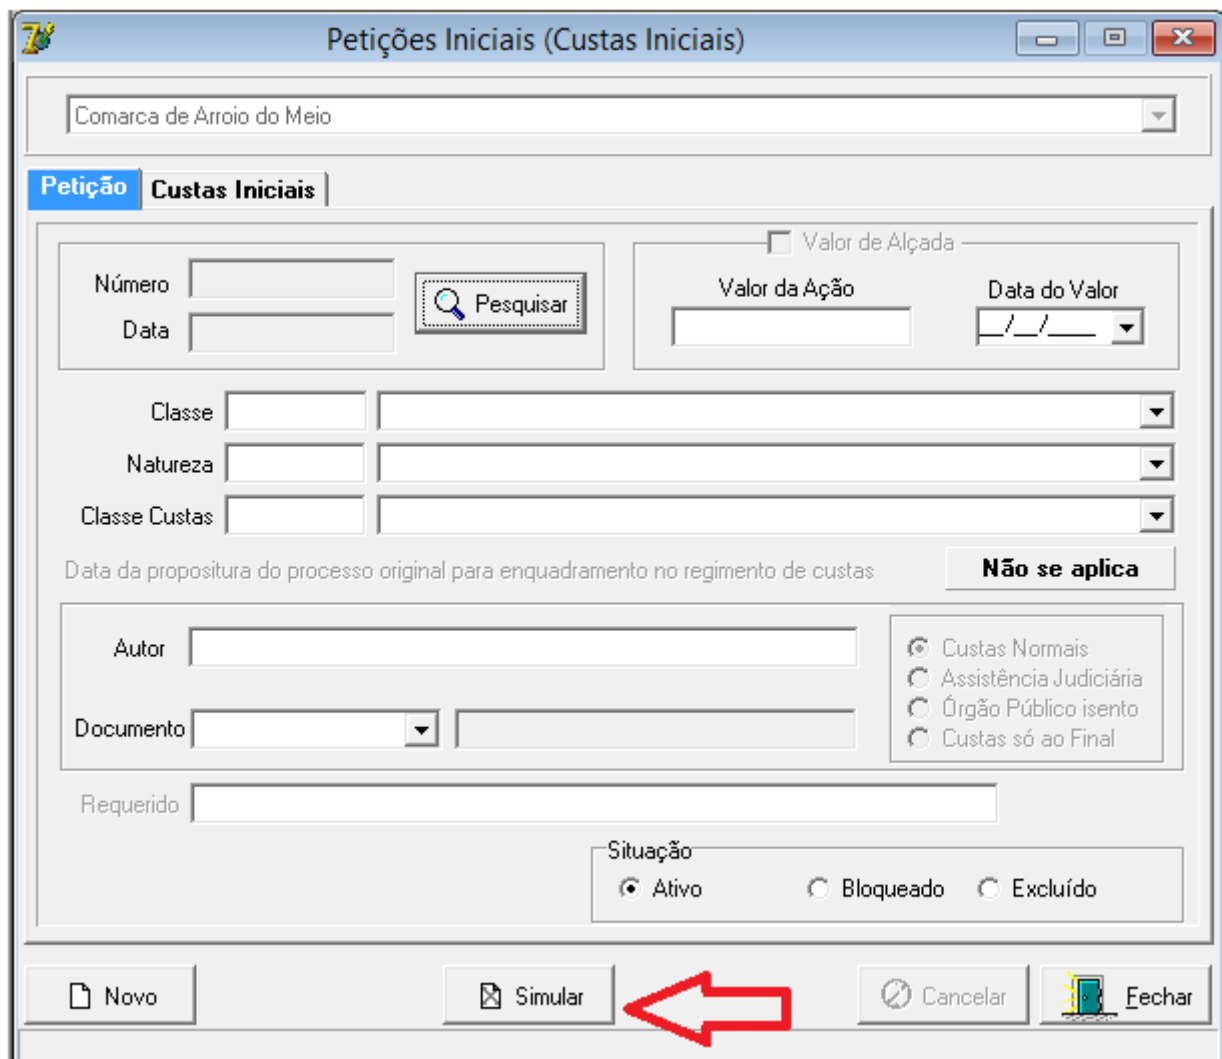 Petições Iniciais (Custas Iniciais)
Comarca de Arroio do Meio
Petição Custas Iniciais
Valor de Alçada
Número
Pesquisar
Valor da Ação
Data do Valor
Data
__/__/____
Classe
Natureza
Classe Custas
Data da propositura do processo original para enquadramento no regimento de custas
Não se aplica
Autor
Custas Normais
Assistência Judiciária
Órgão Público isento
Documento
Custas só ao Final
Requerido
Situação
Ativo Bloqueado Excluído
Novo Simular Cancelar Fechar